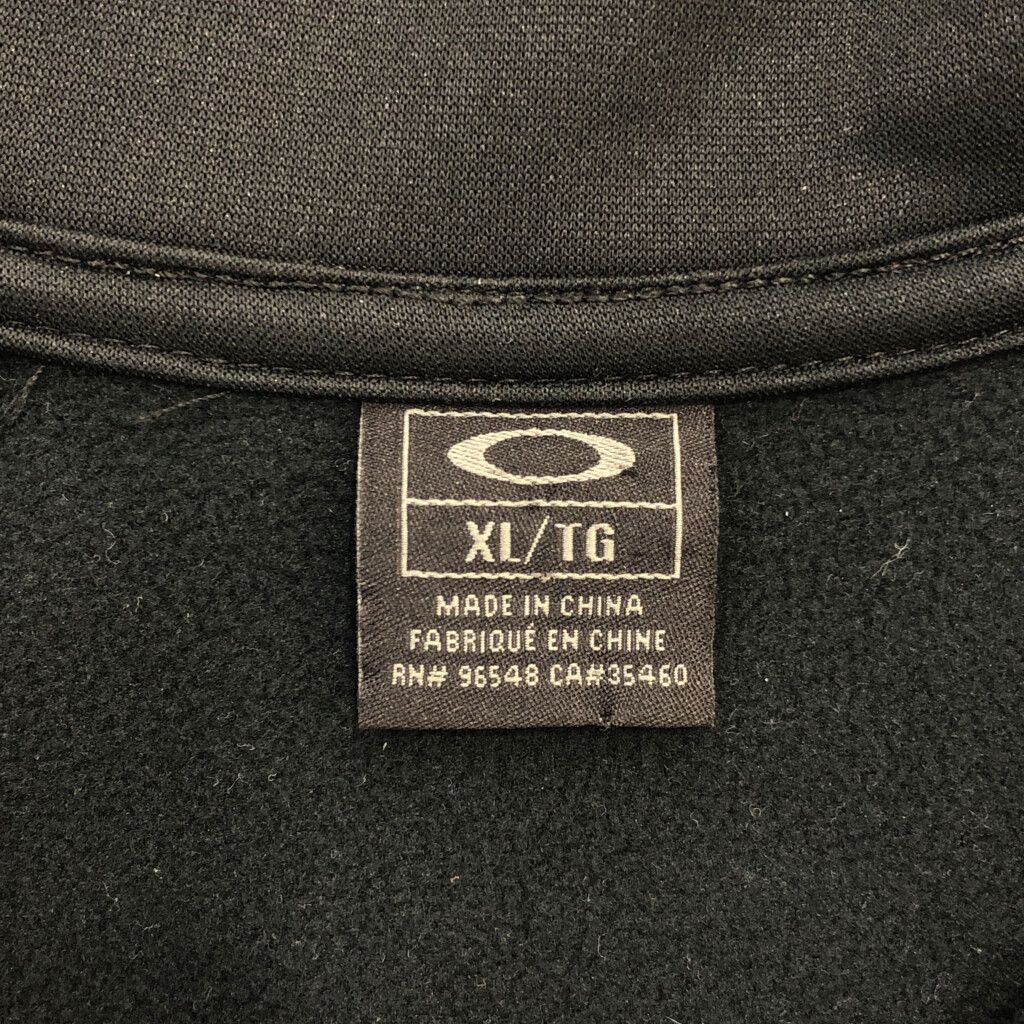 XL/TG
MADE IN CHINA
FABRIQUÉ EN CHINE
RN# 96548 CA#35460